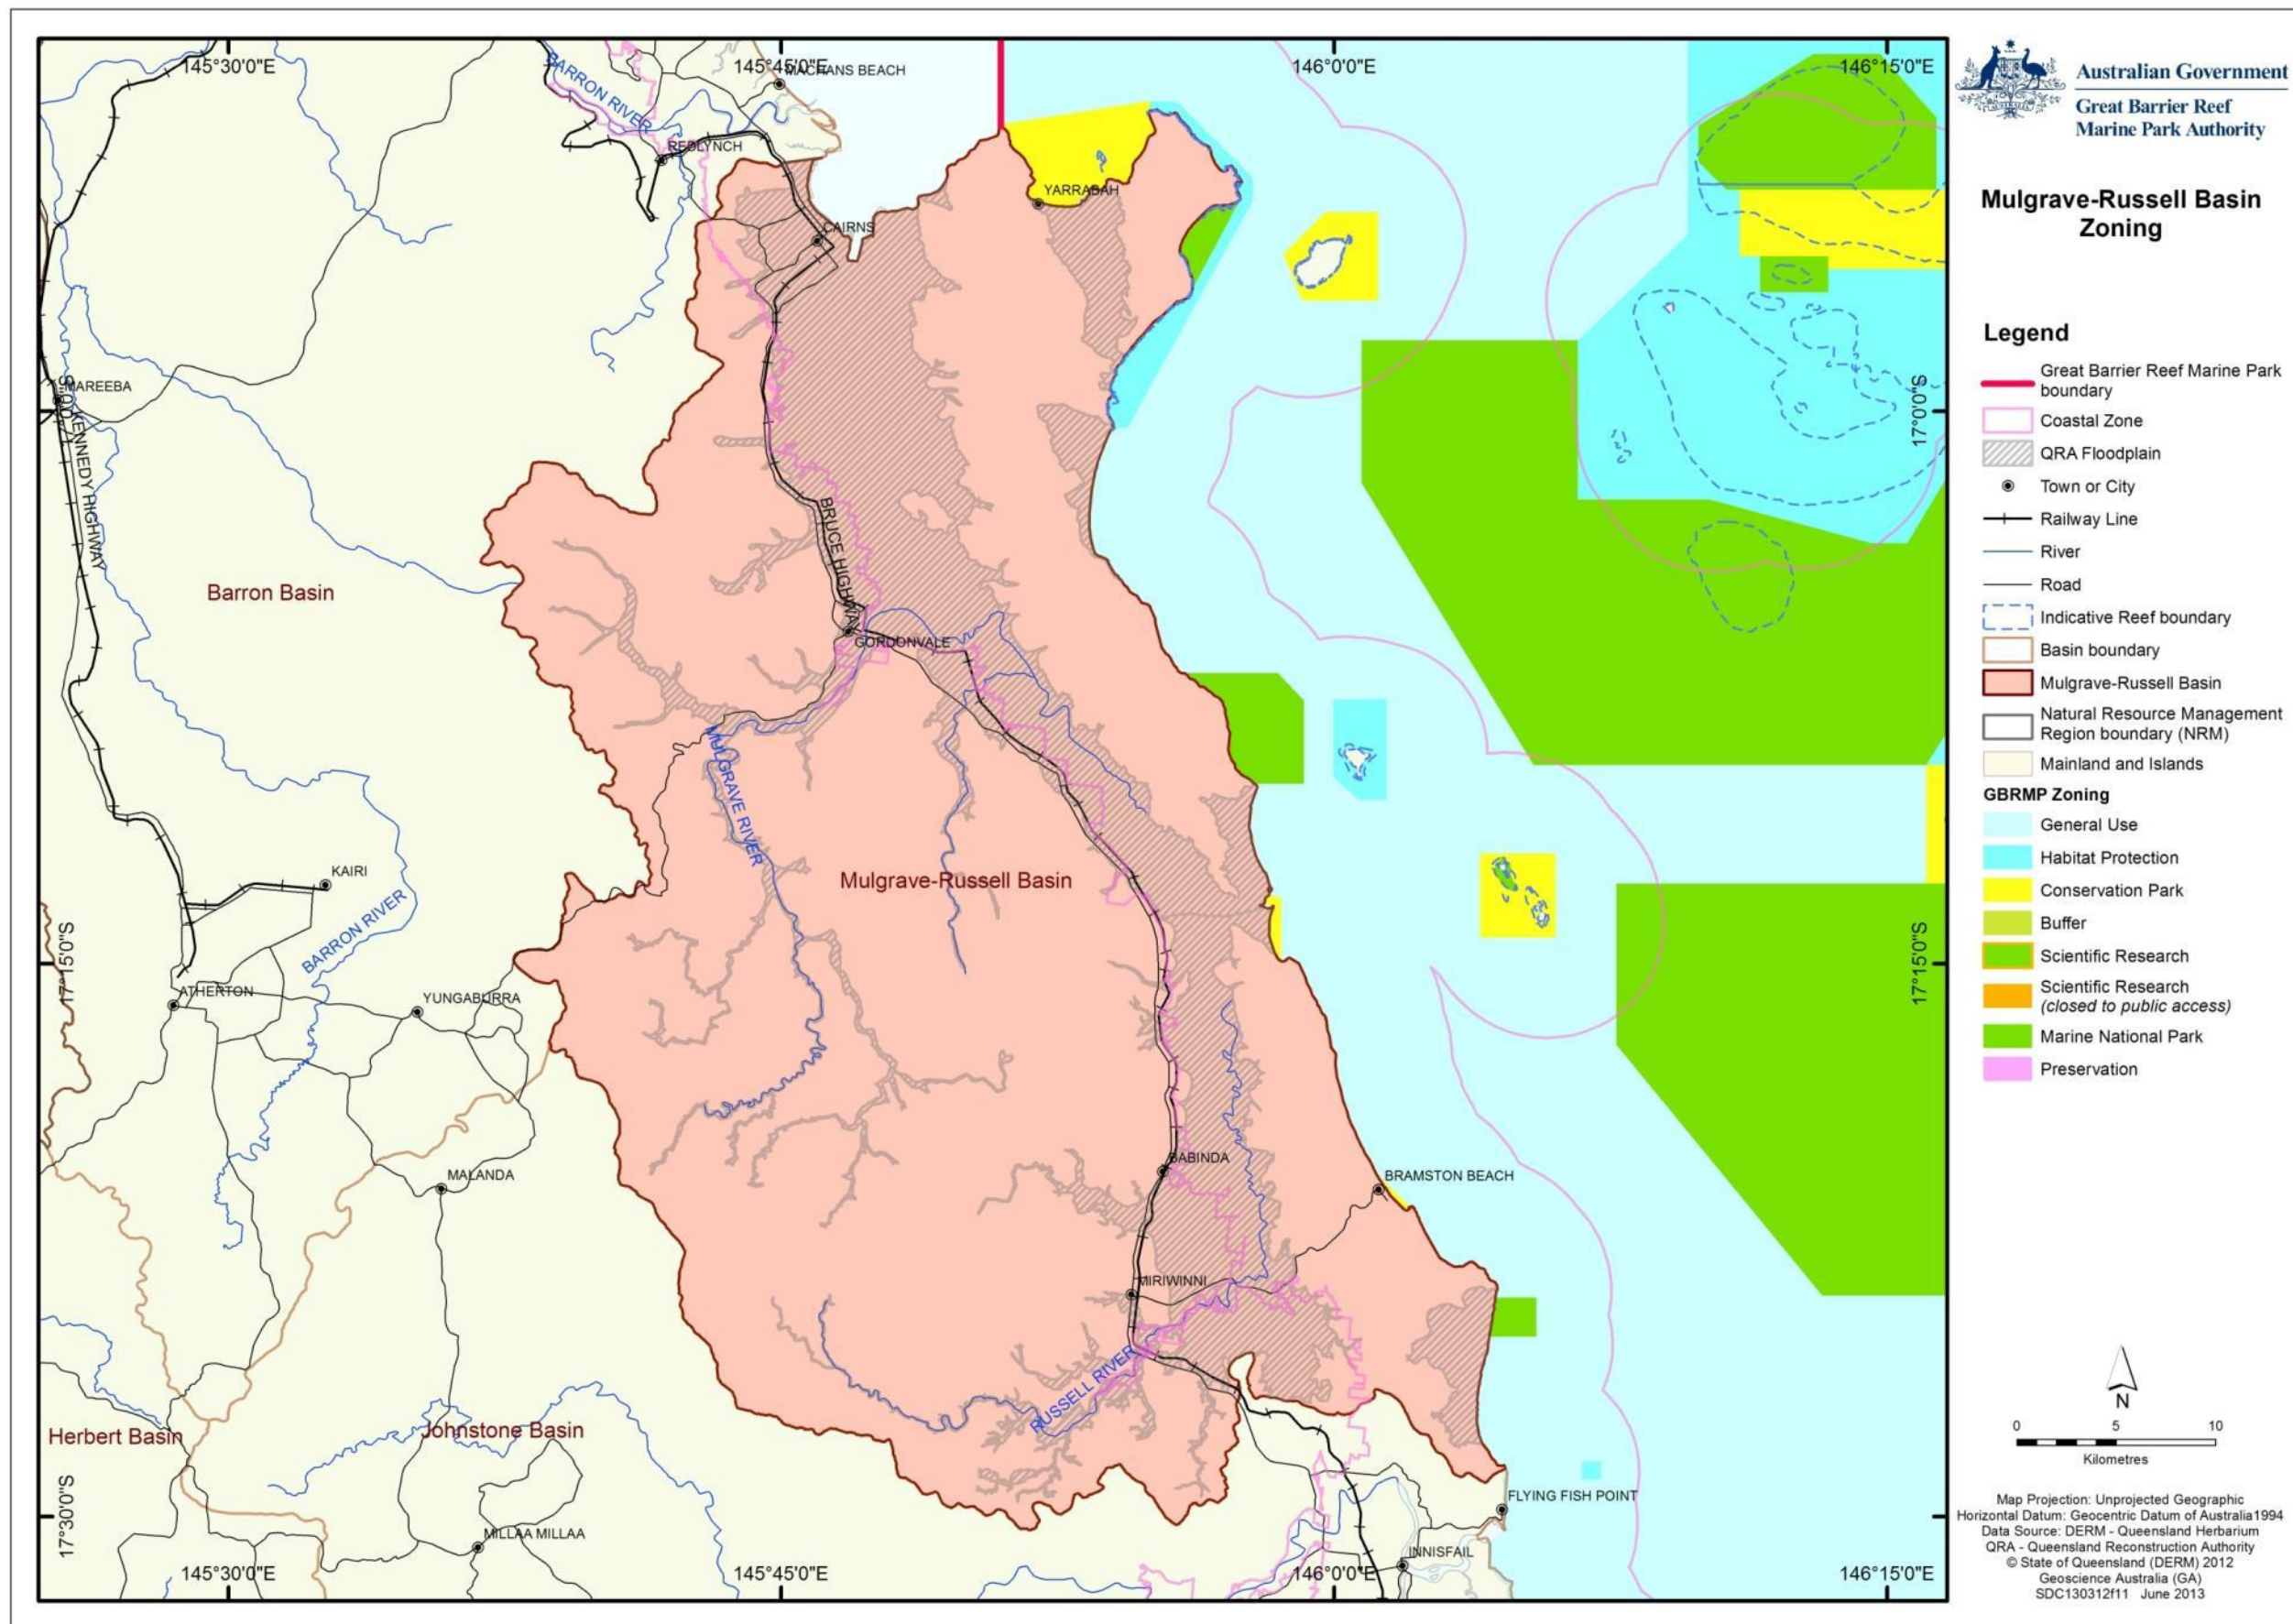 145°30'0"E
145°45'0"E
146°0'0"E
146°15'0"E
MACHANS BEACH
BARRON RIVER
REDLYNCH
YARRABAH
CAIRNS
MAREEBA
KENNEDY HIGHWAY
17°0'0"S
BRUCE HIGHWAY
Barron Basin
GORDONVALE
MULGRAVE RIVER
Mulgrave-Russell Basin
KAIRI
BARRON RIVER
17°15'0"S
17°15'0"S
ATHERTON
YUNGABURRA
BABINDA
MALANDA
BRAMSTON BEACH
MIRIWINNI
RUSSELL RIVER
Herbert Basin
Johnstone Basin
17°30'0"S
FLYING FISH POINT
MILLAA MILLAA
INNISFAIL
145°30'0"E
145°45'0"E
146°0'0"E
146°15'0"E
Australian Government
Great Barrier Reef
Marine Park Authority
Mulgrave-Russell Basin
Zoning
Legend
Great Barrier Reef Marine Park
boundary
Coastal Zone
QRA Floodplain
Town or City
Railway Line
River
Road
Indicative Reef boundary
Basin boundary
Mulgrave-Russell Basin
Natural Resource Management
Region boundary (NRM)
Mainland and Islands
GBRMP Zoning
General Use
Habitat Protection
Conservation Park
Buffer
Scientific Research
Scientific Research
(closed to public access)
Marine National Park
Preservation
N
0 5 10
Kilometres
Map Projection: Unprojected Geographic
Horizontal Datum: Geocentric Datum of Australia1994
Data Source: DERM - Queensland Herbarium
QRA - Queensland Reconstruction Authority
© State of Queensland (DERM) 2012
Geoscience Australia (GA)
SDC130312f11 June 2013